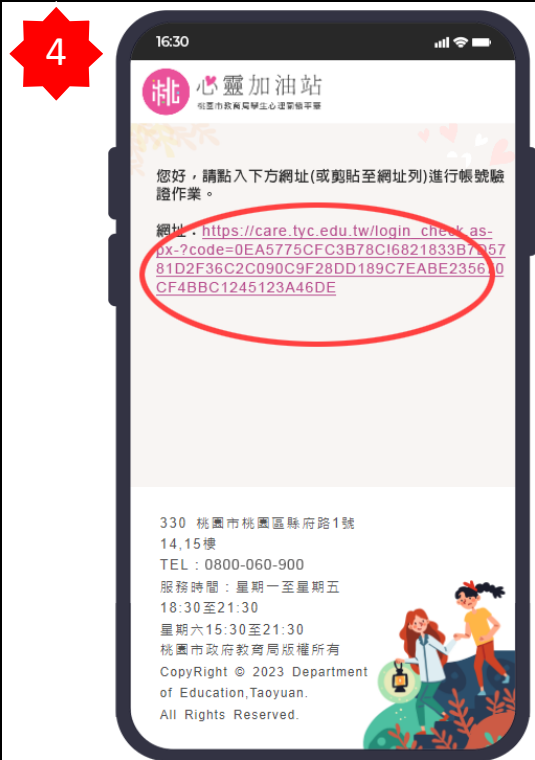 4
16:30
心靈加油站
桃園市教育局學生心理關懷平臺
您好，請點入下方網址(或剪貼至網址列)進行帳號驗
證作業。
網址：https://care.tyc.edu.tw/login_check.as-
px-?code=0EA5775CFC3B78C!6821833B7D57
81D2F36C2C090C9F28DD189C7EABE235610
CF4BBC1245123A46DE
330 桃園市桃園區縣府路1號
14,15樓
TEL：0800-060-900
服務時間：星期一至星期五
18:30至21:30
星期六15:30至21:30
桃園市政府教育局版權所有
CopyRight © 2023 Department
of Education,Taoyuan.
All Rights Reserved.